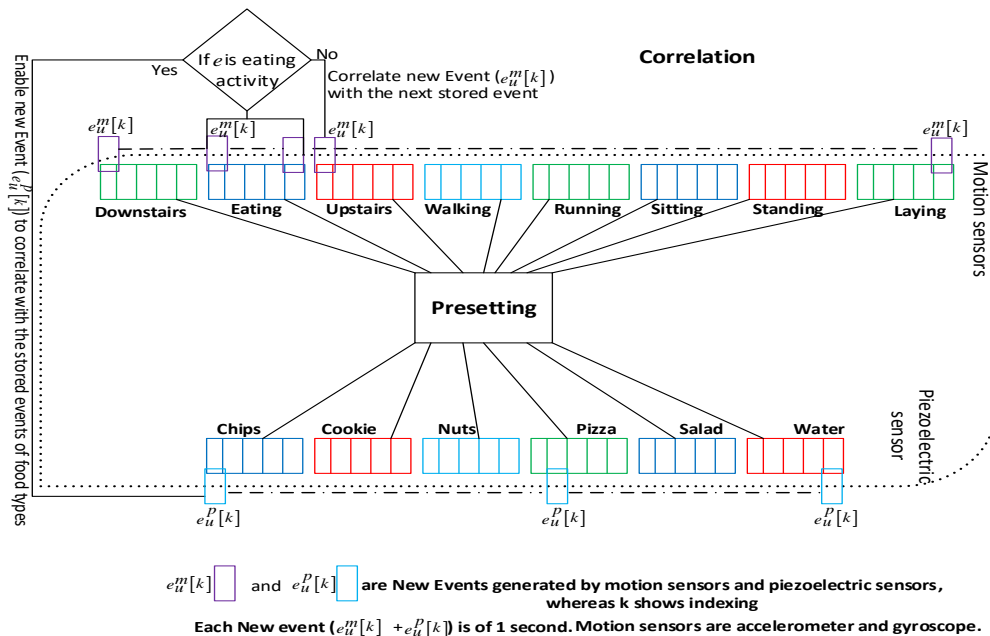 If e is eating
activity
Yes
No
Correlation
Correlate new Event (e_u^m[k])
with the next stored event
e_u^m[k]
e_u^m[k]
e_u^m[k]
e_u^m[k]
Downstairs
Eating
Upstairs
Walking
Running
Sitting
Standing
Laying
Motion sensors
Enable new Event (e_u^p[k]) to correlate with the stored events of food types
Presetting
Piezoelectric
sensor
Chips
Cookie
Nuts
Pizza
Salad
Water
e_u^p[k]
e_u^p[k]
e_u^p[k]
e_u^m[k] and e_u^p[k] are New Events generated by motion sensors and piezoelectric sensors,
whereas k shows indexing
Each New event (e_u^m[k] +e_u^p[k]) is of 1 second. Motion sensors are accelerometer and gyroscope.